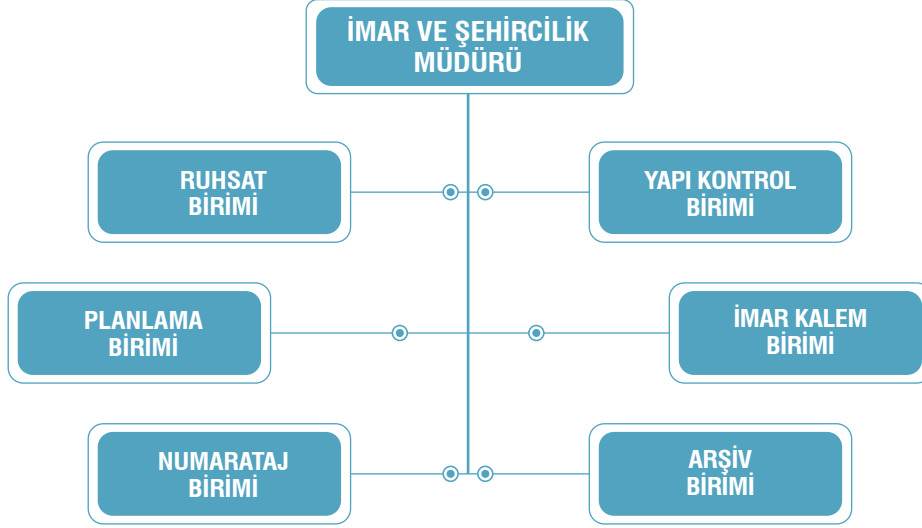 İMAR VE ŞEHİRCİLİK
MÜDÜRÜ
RUHSAT
BİRİMİ
YAPI KONTROL
BİRİMİ
PLANLAMA
BİRİMİ
İMAR KALEM
BİRİMİ
NUMARATAJ
BİRİMİ
ARŞİV
BİRİMİ